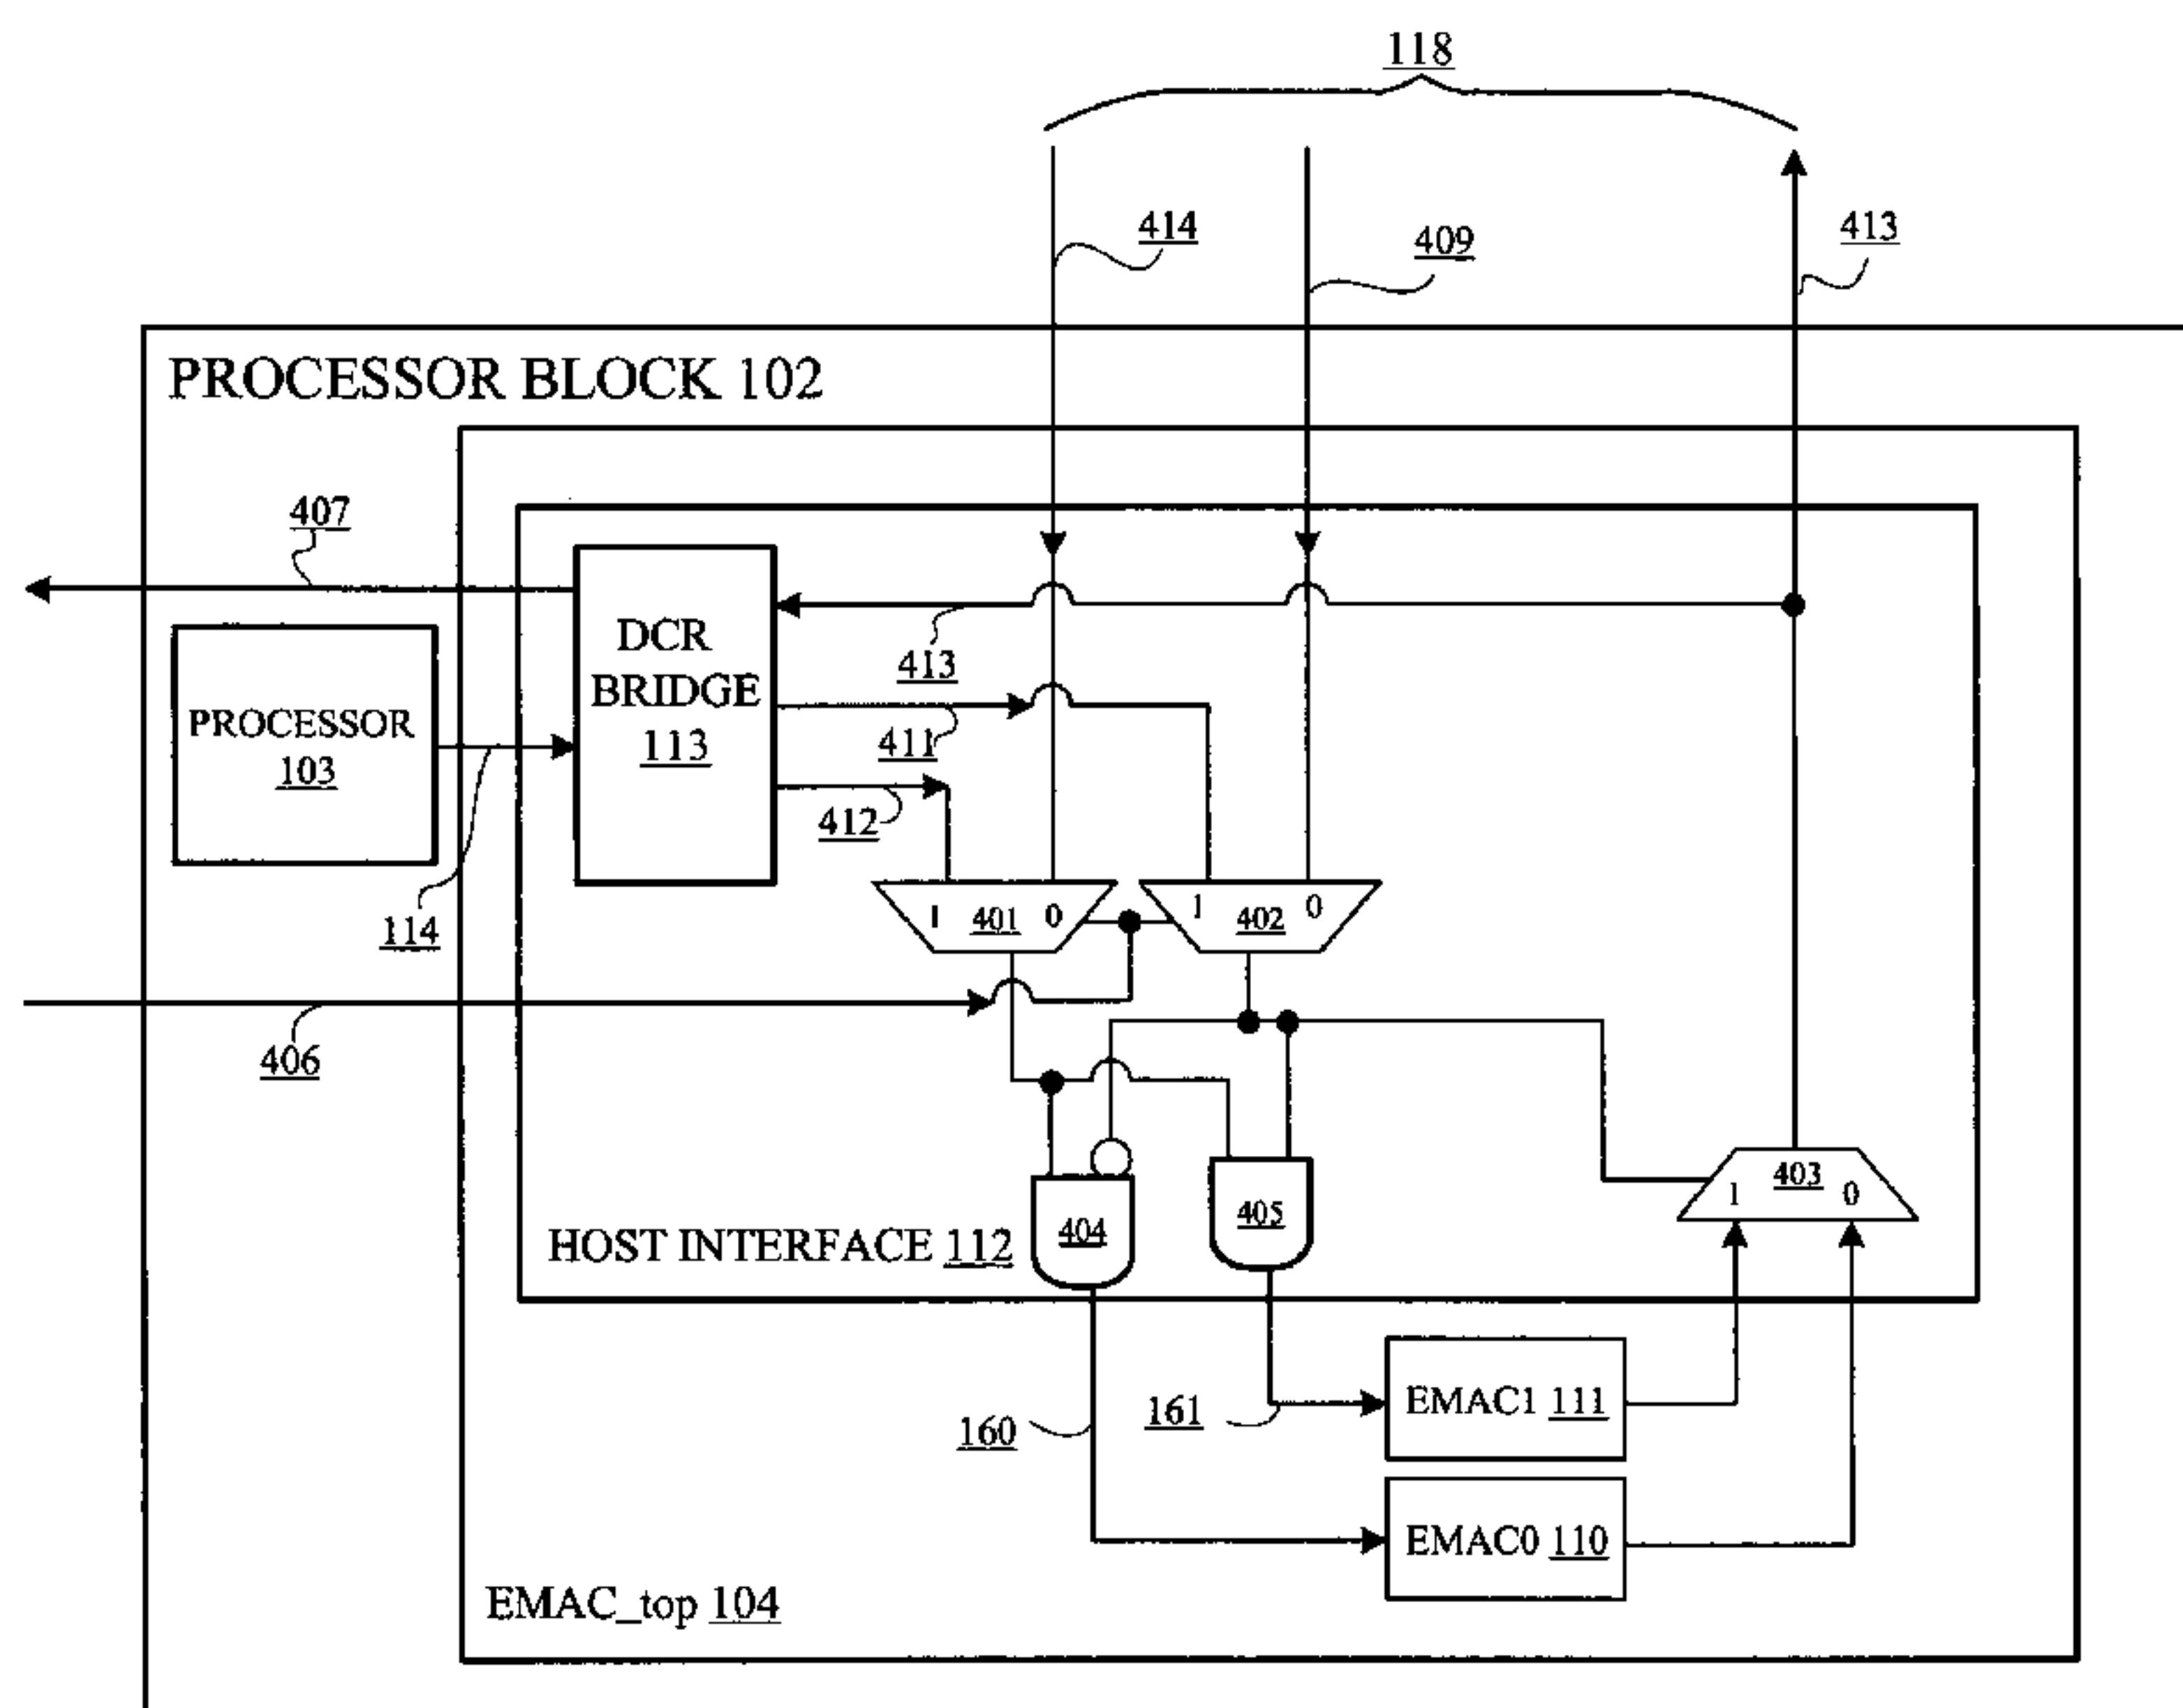 118
414
409
413
PROCESSOR BLOCK 102
407
DCR
BRIDGE
113
413
PROCESSOR
103
411
412
114
1 401 0
1 402 0
406
403
1 0
404
405
HOST INTERFACE 112
160
161
EMAC1 111
EMAC0 110
EMAC_top 104